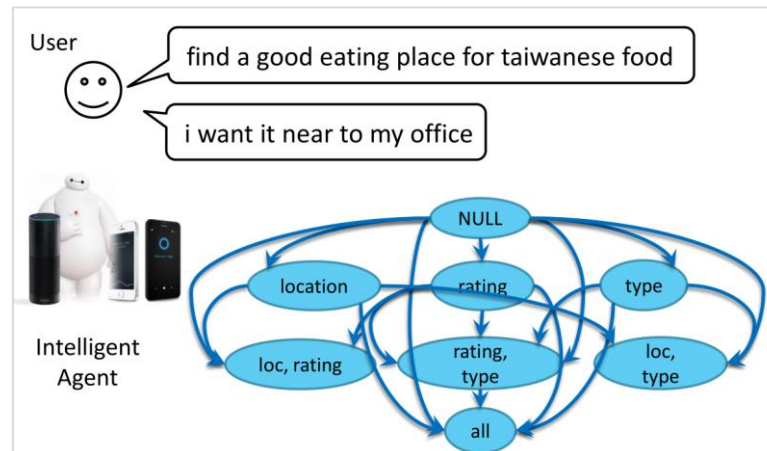 User
find a good eating place for taiwanese food
i want it near to my office
NULL
location
rating
type
Intelligent
Agent
loc, rating
rating,
type
loc,
type
all